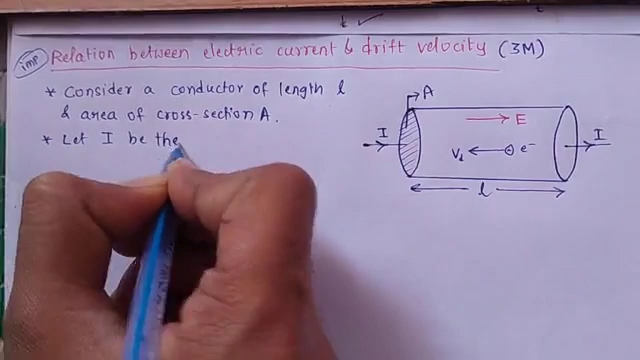 imp Relation between electric current & drift velocity (3M)
* Consider a conductor of length l
& area of cross-section A.
* Let I be the
A
E
I
I
Vd
e⁻
l